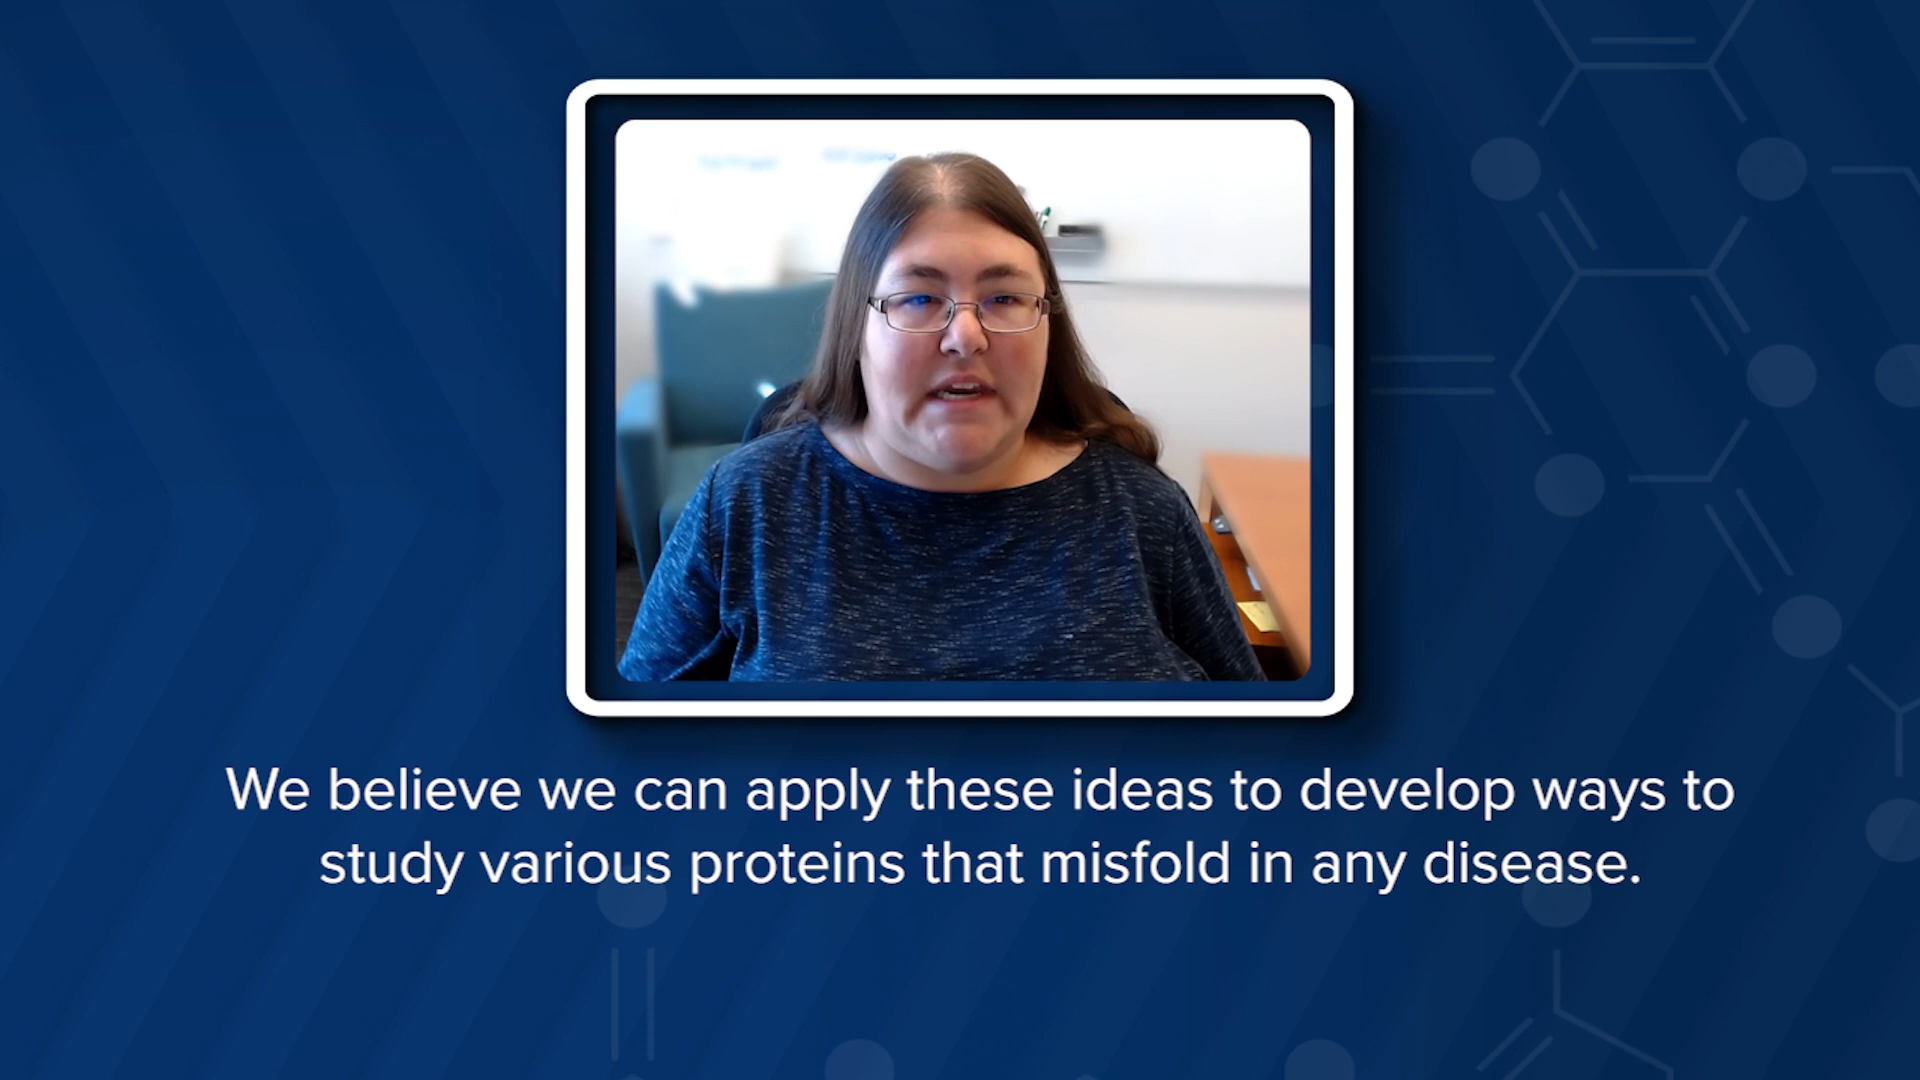 We believe we can apply these ideas to develop ways to
study various proteins that misfold in any disease.